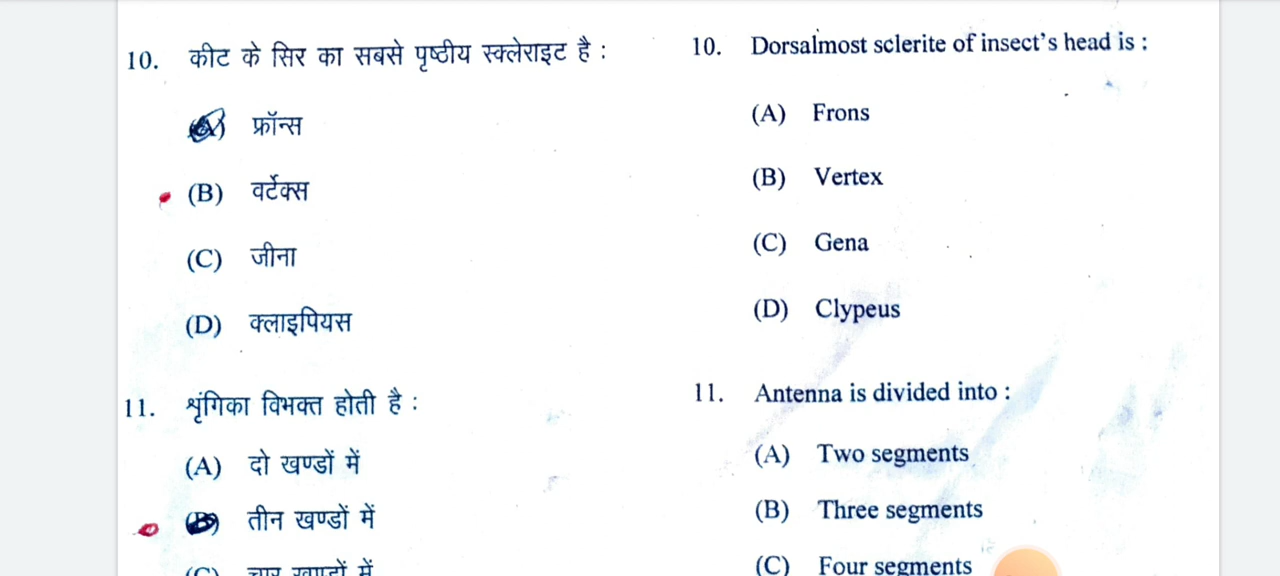 10. कीट के सिर का सबसे पृष्ठीय स्क्लेराइट है :
(A) फ्रॉन्स
(B) वर्टेक्स
(C) जीना
(D) क्लाइपियस
11. श्रृंगिका विभक्त होती है :
(A) दो खण्डों में
(B) तीन खण्डों में
(C) चार खण्डों में
10. Dorsalmost sclerite of insect's head is :
(A) Frons
(B) Vertex
(C) Gena
(D) Clypeus
11. Antenna is divided into :
(A) Two segments
(B) Three segments
(C) Four segments